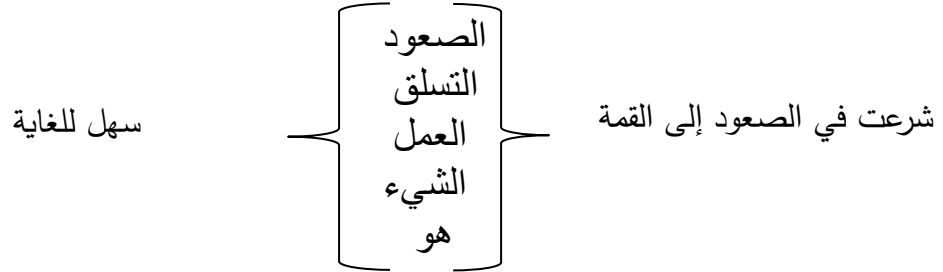 شرعت في الصعود إلى القمة
الصعود
التسلق
العمل
الشيء
هو
سهل للغاية